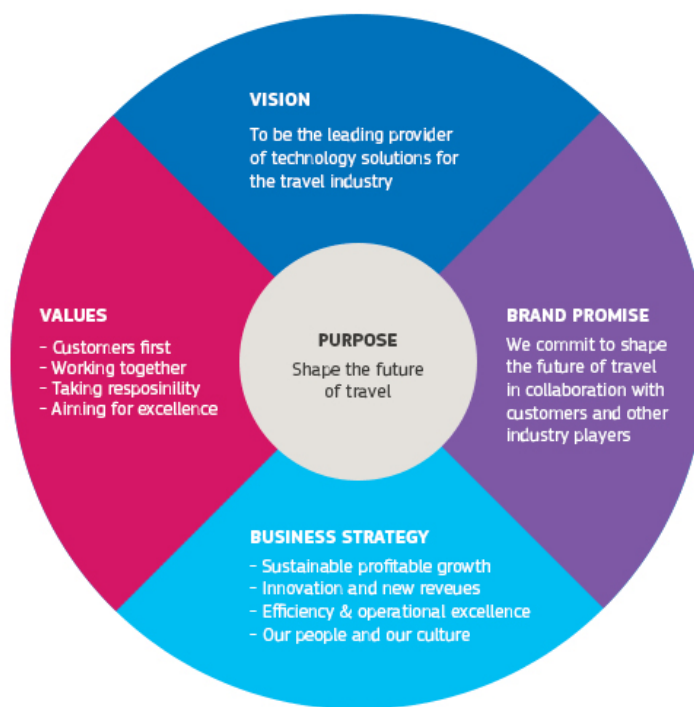 VISION
To be the leading provider
of technology solutions for
the travel industry
VALUES
- Customers first
- Working together
- Taking resposinility
- Aiming for excellence
PURPOSE
Shape the future
of travel
BRAND PROMISE
We commit to shape
the future of travel
in collaboration with
customers and other
industry players
BUSINESS STRATEGY
- Sustainable profitable growth
- Innovation and new reveues
- Efficiency & operational excellence
- Our people and our culture